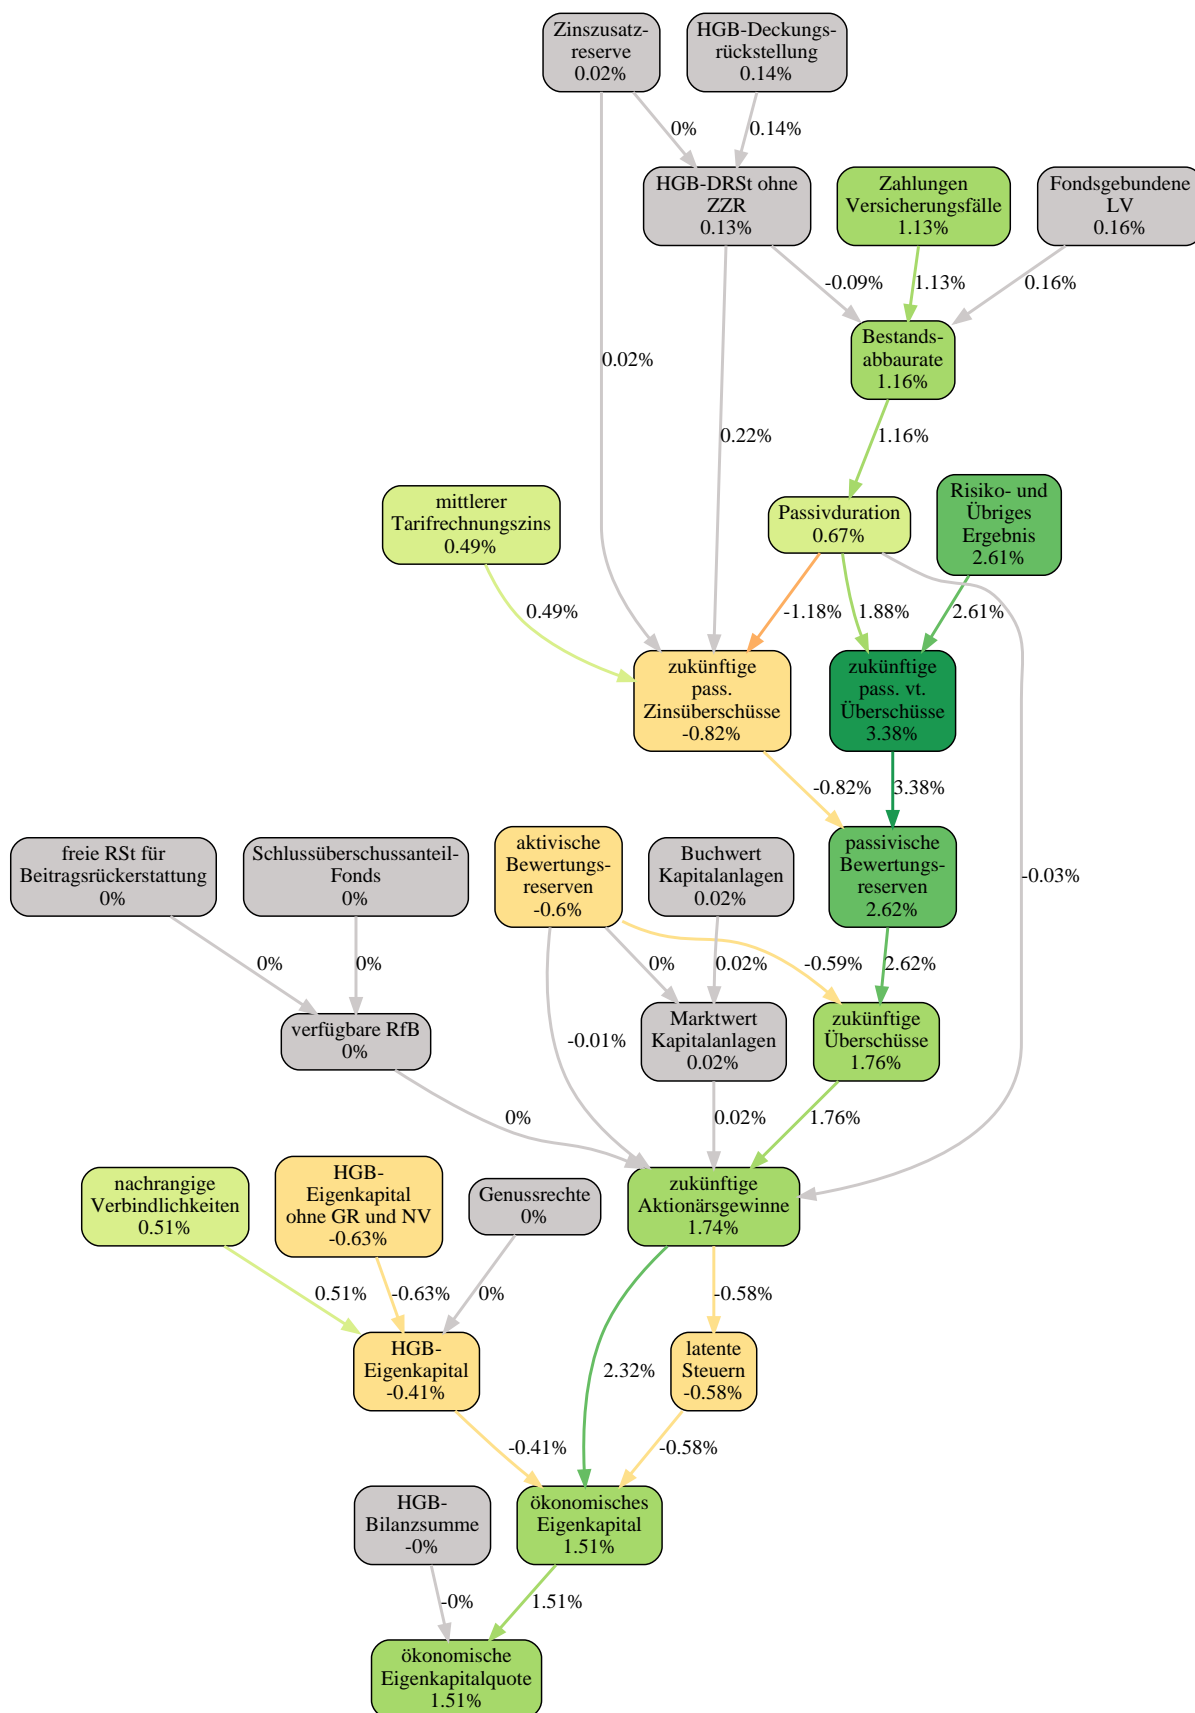 Zinszusatz-
reserve
0.02%
HGB-Deckungs-
rückstellung
0.14%
0%
0.14%
HGB-DRSt ohne
ZZR
0.13%
Zahlungen
Versicherungsfälle
1.13%
Fondsgebundene
LV
0.16%
-0.09%
1.13%
0.16%
Bestands-
abbaurate
1.16%
0.02%
0.22%
1.16%
mittlerer
Tarifrechnungszins
0.49%
Passivduration
0.67%
Risiko- und
Übriges
Ergebnis
2.61%
0.49%
-1.18%
1.88%
2.61%
zukünftige
pass.
Zinsüberschüsse
-0.82%
zukünftige
pass. vt.
Überschüsse
3.38%
-0.82%
3.38%
freie RSt für
Beitragsrückerstattung
0%
Schlussüberschussanteil-
Fonds
0%
aktivische
Bewertungs-
reserven
-0.6%
Buchwert
Kapitalanlagen
0.02%
passivische
Bewertungs-
reserven
2.62%
-0.03%
0%
0%
0%
0.02%
-0.59%
2.62%
verfügbare RfB
0%
-0.01%
Marktwert
Kapitalanlagen
0.02%
zukünftige
Überschüsse
1.76%
0%
0.02%
1.76%
nachrangige
Verbindlichkeiten
0.51%
HGB-
Eigenkapital
ohne GR und NV
-0.63%
Genussrechte
0%
zukünftige
Aktionärsgewinne
1.74%
0.51%
-0.63%
0%
-0.58%
HGB-
Eigenkapital
-0.41%
2.32%
latente
Steuern
-0.58%
-0.41%
-0.58%
HGB-
Bilanzsumme
-0%
ökonomisches
Eigenkapital
1.51%
-0%
1.51%
ökonomische
Eigenkapitalquote
1.51%